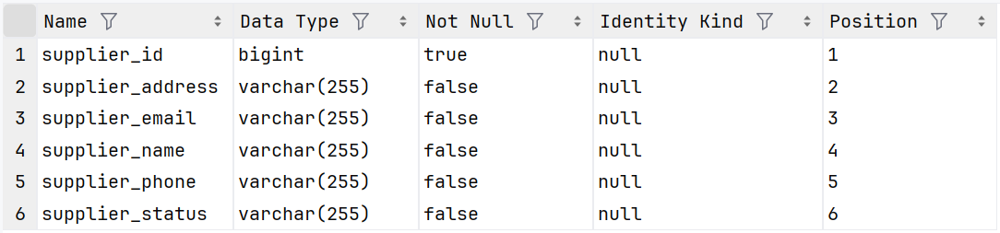 Name Data Type Not Null Identity Kind Position
1 supplier_id bigint true null 1
2 supplier_address varchar(255) false null 2
3 supplier_email varchar(255) false null 3
4 supplier_name varchar(255) false null 4
5 supplier_phone varchar(255) false null 5
6 supplier_status varchar(255) false null 6